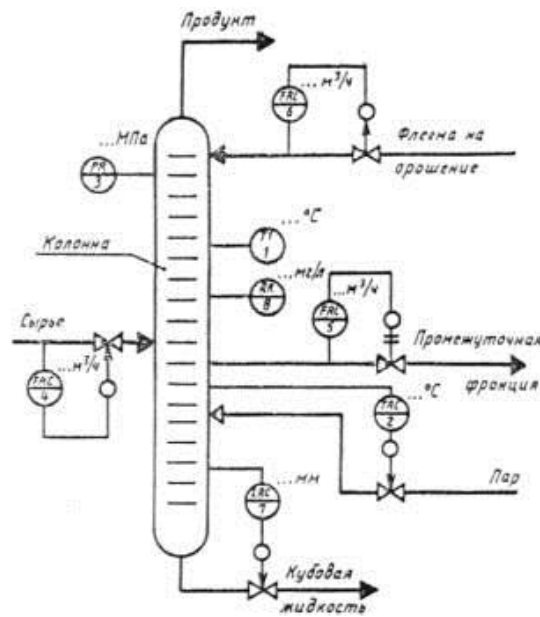 Продукт
...м³/ч
FRC
6
Флегма на
орошение
...МПа
PR
3
...°C
TI
1
Колонна
...мг/л
QR
8
...м³/ч
FRC
5
Сырье
...м³/ч
FRC
4
Промежуточная
фракция
...°C
TRC
2
...мм
LRC
7
Пар
Кубовая
жидкость